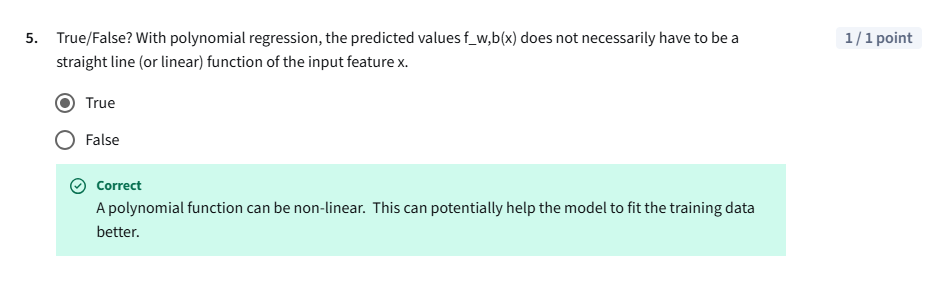 5. True/False? With polynomial regression, the predicted values f_w,b(x) does not necessarily have to be a
1 / 1 point
straight line (or linear) function of the input feature x.
True
False
Correct
A polynomial function can be non-linear.  This can potentially help the model to fit the training data
better.